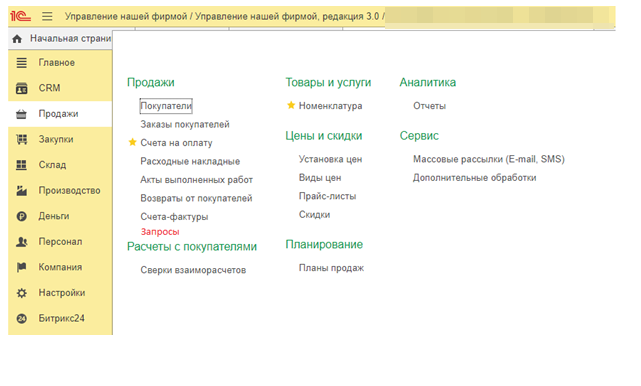 1С Управление нашей фирмой / Управление нашей фирмой, редакция 3.0 /
Начальная страни
Главное
CRM
Продажи
Закупки
Склад
Производство
Деньги
Персонал
Компания
Настройки
24 Битрикс24
Продажи
Покупатели
Заказы покупателей
Счета на оплату
Расходные накладные
Акты выполненных работ
Возвраты от покупателей
Счета-фактуры
Запросы
Расчеты с покупателями
Сверки взаиморасчетов
Товары и услуги
Номенклатура
Цены и скидки
Установка цен
Виды цен
Прайс-листы
Скидки
Планирование
Планы продаж
Аналитика
Отчеты
Сервис
Массовые рассылки (E-mail, SMS)
Дополнительные обработки